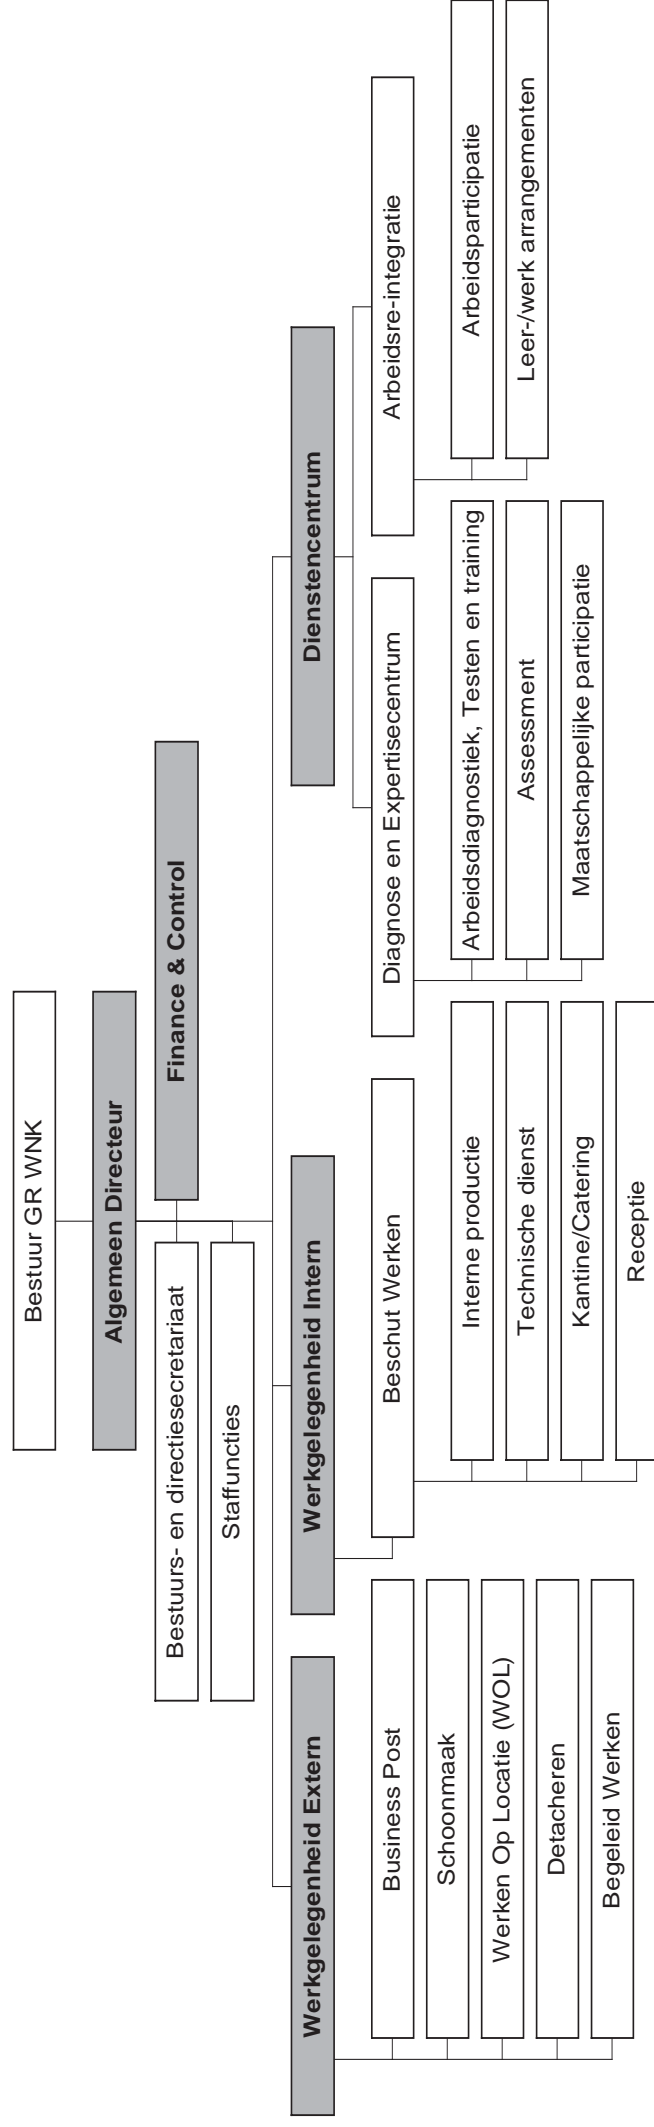 Bestuur GR WNK
Algemeen Directeur
Bestuurs- en directiesecretariaat
Finance & Control
Staffuncties
Werkgelegenheid Extern
Werkgelegenheid Intern
Dienstencentrum
Business Post
Schoonmaak
Werken Op Locatie (WOL)
Detacheren
Begeleid Werken
Beschut Werken
Interne productie
Technische dienst
Kantine/Catering
Receptie
Diagnose en Expertisecentrum
Arbeidsdiagnostiek, Testen en training
Assessment
Maatschappelijke participatie
Arbeidsre-integratie
Arbeidsparticipatie
Leer-/werk arrangementen